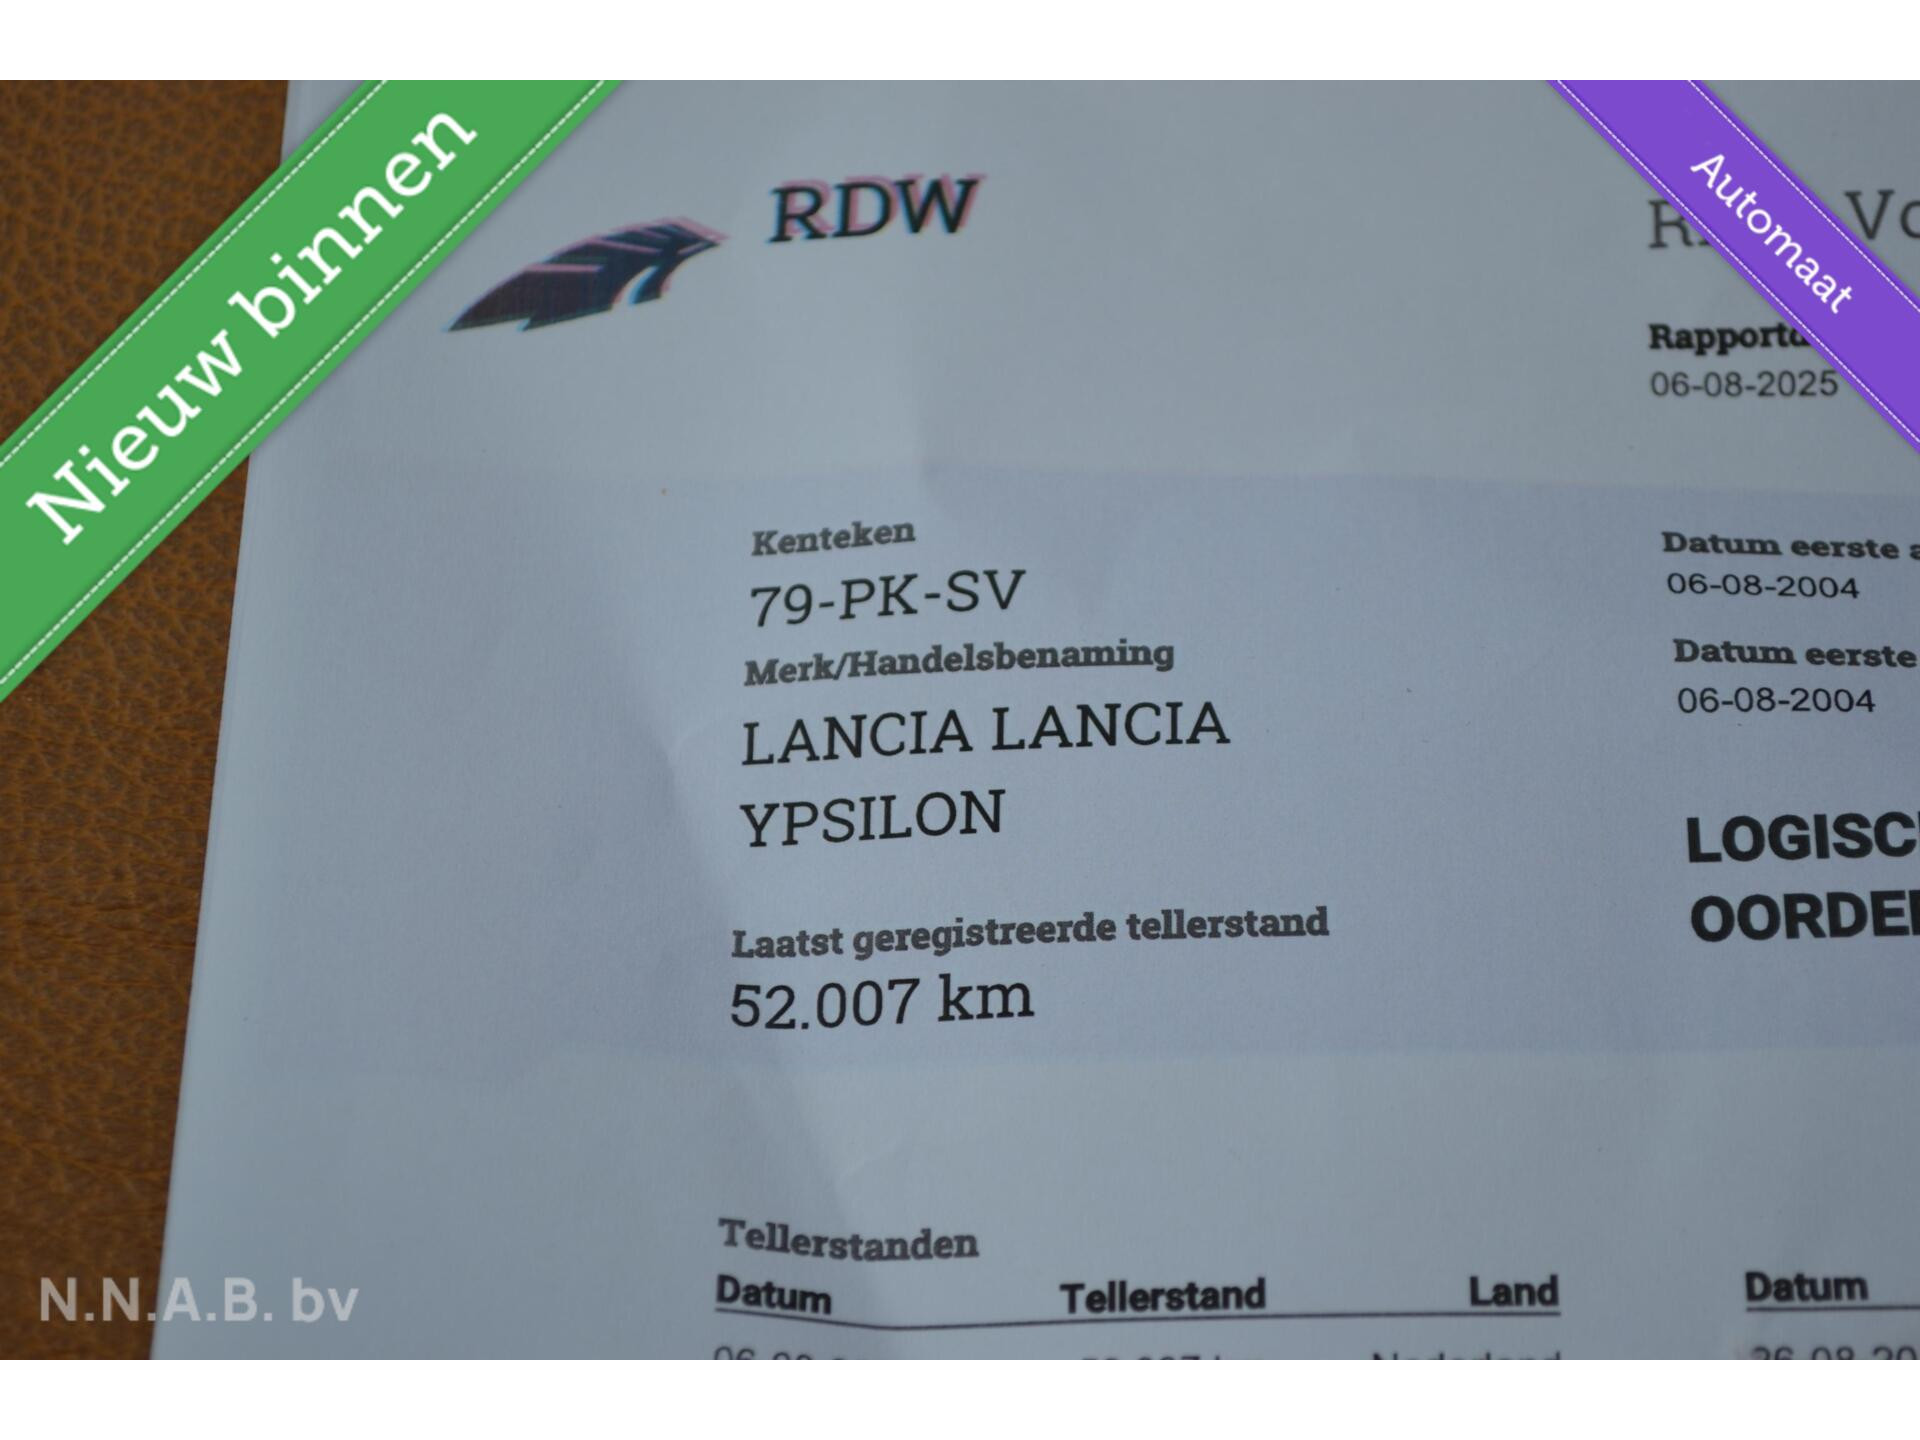 Nieuw binnen
Automaat
RDW
Vo
06-08-2025
Kenteken
79-PK-SV
Merk/Handelsbenaming
LANCIA LANCIA
YPSILON
Laatst geregistreerde tellerstand
52.007 km
Datum eerste
06-08-2004
Datum eerste
06-08-2004
Tellerstanden
Datum Tellerstand Land
Datum
N.N.A.B. bv